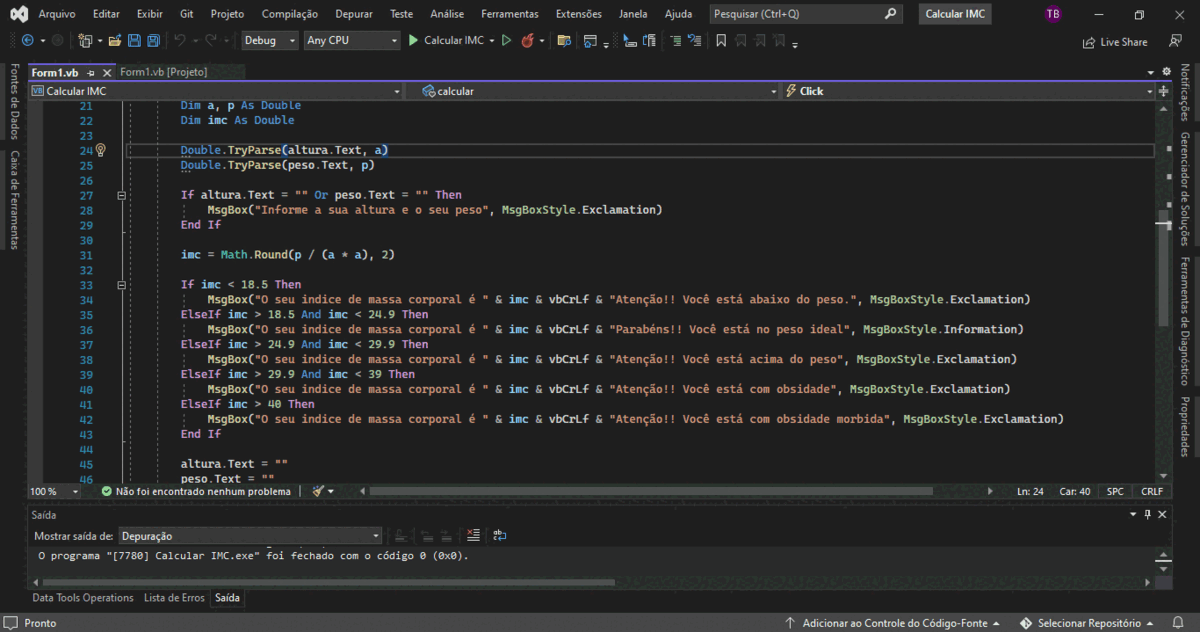 Arquivo Editar Exibir Git Projeto Compilação Depurar Teste Análise Ferramentas Extensões Janela Ajuda Pesquisar (Ctrl+Q) Calcular IMC TB
Debug Any CPU Calcular IMC Live Share
Form1.vb Form1.vb [Projeto]
VB Calcular IMC calcular Click
21 Dim a, p As Double
22 Dim imc As Double
23
24 Double.TryParse(altura.Text, a)
25 Double.TryParse(peso.Text, p)
26
27 If altura.Text = "" Or peso.Text = "" Then
28 MsgBox("Informe a sua altura e o seu peso", MsgBoxStyle.Exclamation)
29 End If
30
31 imc = Math.Round(p / (a * a), 2)
32
33 If imc < 18.5 Then
34 MsgBox("O seu indice de massa corporal é " & imc & vbCrLf & "Atenção!! Você está abaixo do peso.", MsgBoxStyle.Exclamation)
35 ElseIf imc > 18.5 And imc < 24.9 Then
36 MsgBox("O seu indice de massa corporal é " & imc & vbCrLf & "Parabéns!! Você está no peso ideal", MsgBoxStyle.Information)
37 ElseIf imc > 24.9 And imc < 29.9 Then
38 MsgBox("O seu indice de massa corporal é " & imc & vbCrLf & "Atenção!! Você está acima do peso", MsgBoxStyle.Exclamation)
39 ElseIf imc > 29.9 And imc < 39 Then
40 MsgBox("O seu indice de massa corporal é " & imc & vbCrLf & "Atenção!! Você está com obsidade", MsgBoxStyle.Exclamation)
41 ElseIf imc > 40 Then
42 MsgBox("O seu indice de massa corporal é " & imc & vbCrLf & "Atenção!! Você está com obsidade morbida", MsgBoxStyle.Exclamation)
43 End If
44
45 altura.Text = ""
46 peso.Text = ""
100 % Não foi encontrado nenhum problema Ln: 24 Car: 40 SPC CRLF
Saída
Mostrar saída de: Depuração
O programa "[7780] Calcular IMC.exe" foi fechado com o código 0 (0x0).
Data Tools Operations Lista de Erros Saída
Pronto Adicionar ao Controle do Código-Fonte Selecionar Repositório
Fontes de Dados
Caixa de Ferramentas
Notificações
Gerenciador de Soluções
Ferramentas de Diagnóstico
Propriedades